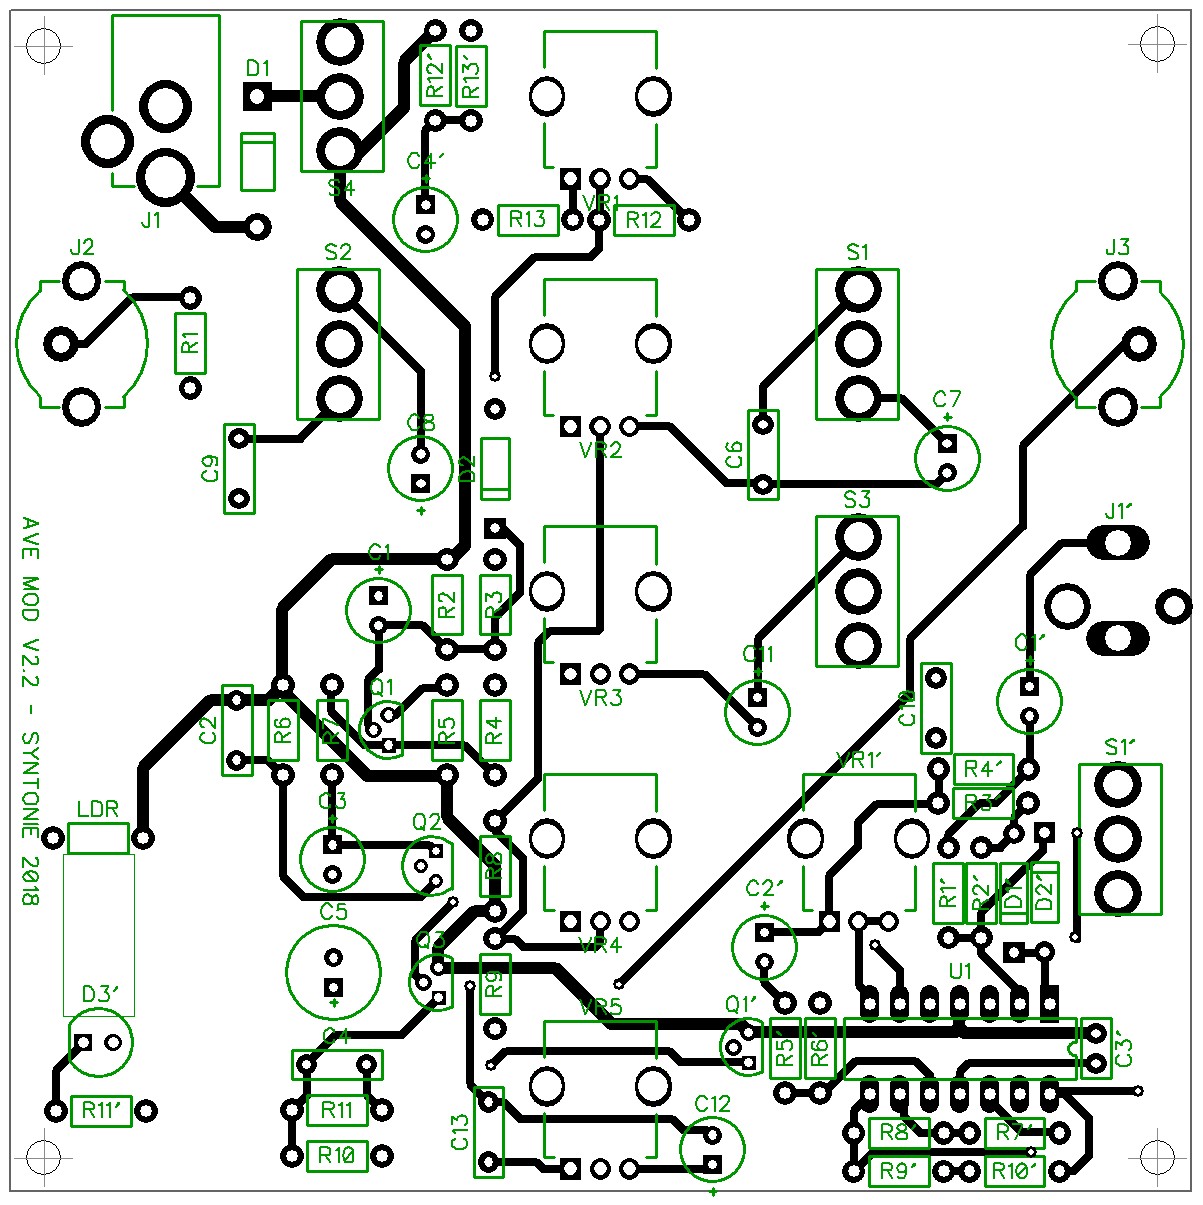 D1
R12'
R13'
C4'
S4
J1
VR1
R13
R12
J2
S2
S1
J3
R1
C8
C7
VR2
C9
D2
C6
S3
J1'
AVE MOD V2.2 - SYNTONIE 2018
C1
R2
R3
C11
C1'
Q1
C2
R6
R7
R5
R4
VR3
C10
S1'
VR1'
R4'
R3'
LDR
C3
Q2
R8
C2'
R1'
R2'
D1'
D2'
C5
Q3
VR4
U1
D3'
R9
VR5
Q1'
C4
R5'
R6'
C3'
R11'
R11
C13
C12
R8'
R7'
R10
R9'
R10'